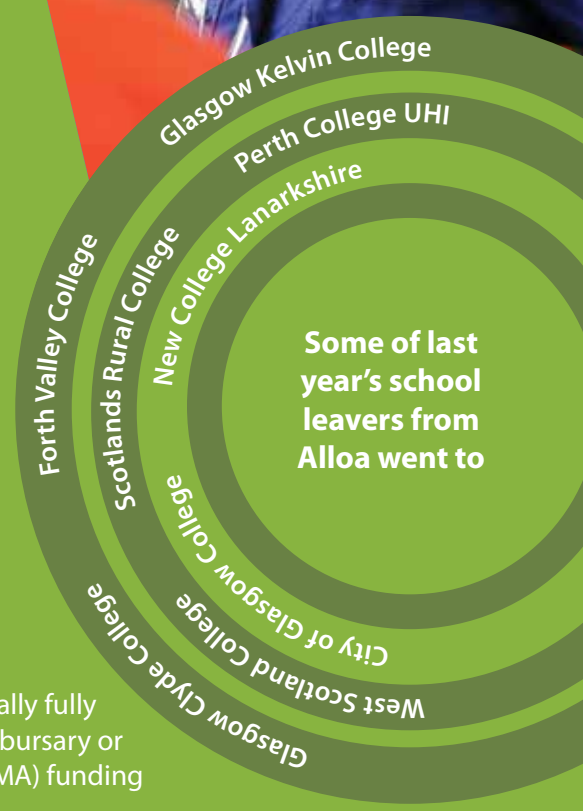 Glasgow Kelvin College
Perth College UHI
New College Lanarkshire
Forth Valley College
Scotlands Rural College
Some of last
year's school
leavers from
Alloa went to
City of Glasgow College
West Scotland College
Glasgow Clyde College
ally fully
bursary or
MA) funding